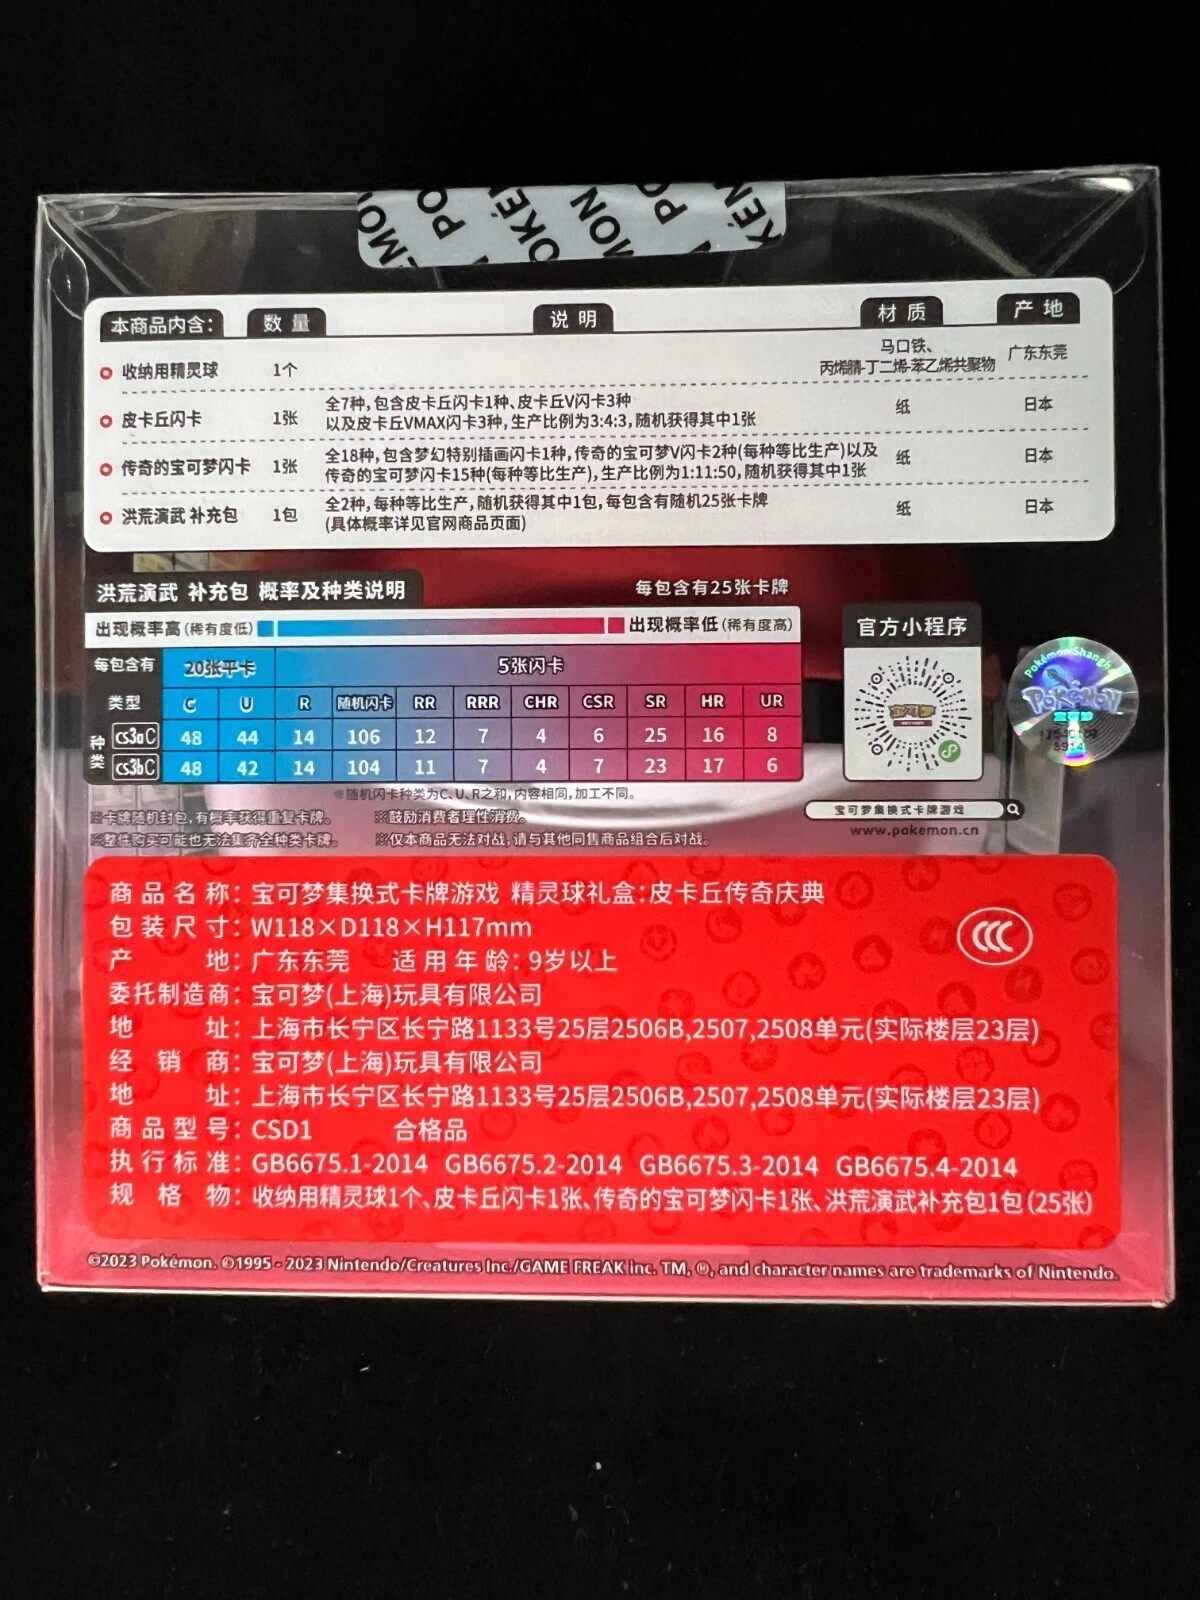 本商品内含: 数量 说明 材质 产地
收纳用精灵球 1个 马口铁、丙烯腈-丁二烯-苯乙烯共聚物 广东东莞
皮卡丘闪卡 1张 全7种,包含皮卡丘闪卡1种、皮卡丘V闪卡3种 纸 日本
以及皮卡丘VMAX闪卡3种,生产比例为3:4:3,随机获得其中1张
传奇的宝可梦闪卡 1张 全18种,包含梦幻特别插画闪卡1种,传奇的宝可梦V闪卡2种(每种等比生产)以及 纸 日本
传奇的宝可梦闪卡15种(每种等比生产),生产比例为1:11:50,随机获得其中1张
洪荒演武 补充包 1包 全2种,每种等比生产,随机获得其中1包,每包含有随机25张卡牌 纸 日本
(具体概率详见官网商品页面)
洪荒演武 补充包 概率及种类说明 每包含有25张卡牌
出现概率高(稀有度低) 出现概率低(稀有度高)
每包含有 20张平卡 5张闪卡
类型 C U R 随机闪卡 RR RRR CHR CSR SR HR UR
种类 cs3aC 48 44 14 106 12 7 4 6 25 16 8
cs3bC 48 42 14 104 11 7 4 7 23 17 6
※随机闪卡种类为C、U、R之和,内容相同,加工不同。
※卡牌随机封包,有概率获得重复卡牌。 ※鼓励消费者理性消费。
※整件购买可能也无法集齐全种类卡牌。 ※仅本商品无法对战,请与其他同售商品组合后对战。
官方小程序
宝可梦集换式卡牌游戏
www.pokemon.cn
Pokémon Shangh
POKéMON
宝可梦
商品名称: 宝可梦集换式卡牌游戏 精灵球礼盒:皮卡丘传奇庆典
包装尺寸: W118×D118×H117mm
产地: 广东东莞 适用年龄: 9岁以上
委托制造商: 宝可梦(上海)玩具有限公司
地址: 上海市长宁区长宁路1133号25层2506B,2507,2508单元(实际楼层23层)
经销商: 宝可梦(上海)玩具有限公司
地址: 上海市长宁区长宁路1133号25层2506B,2507,2508单元(实际楼层23层)
商品型号: CSD1 合格品
执行标准: GB6675.1-2014 GB6675.2-2014 GB6675.3-2014 GB6675.4-2014
规格物: 收纳用精灵球1个、皮卡丘闪卡1张、传奇的宝可梦闪卡1张、洪荒演武补充包1包(25张)
©2023 Pokémon. ©1995 - 2023 Nintendo/Creatures Inc./GAME FREAK inc. TM, ®, and character names are trademarks of Nintendo.